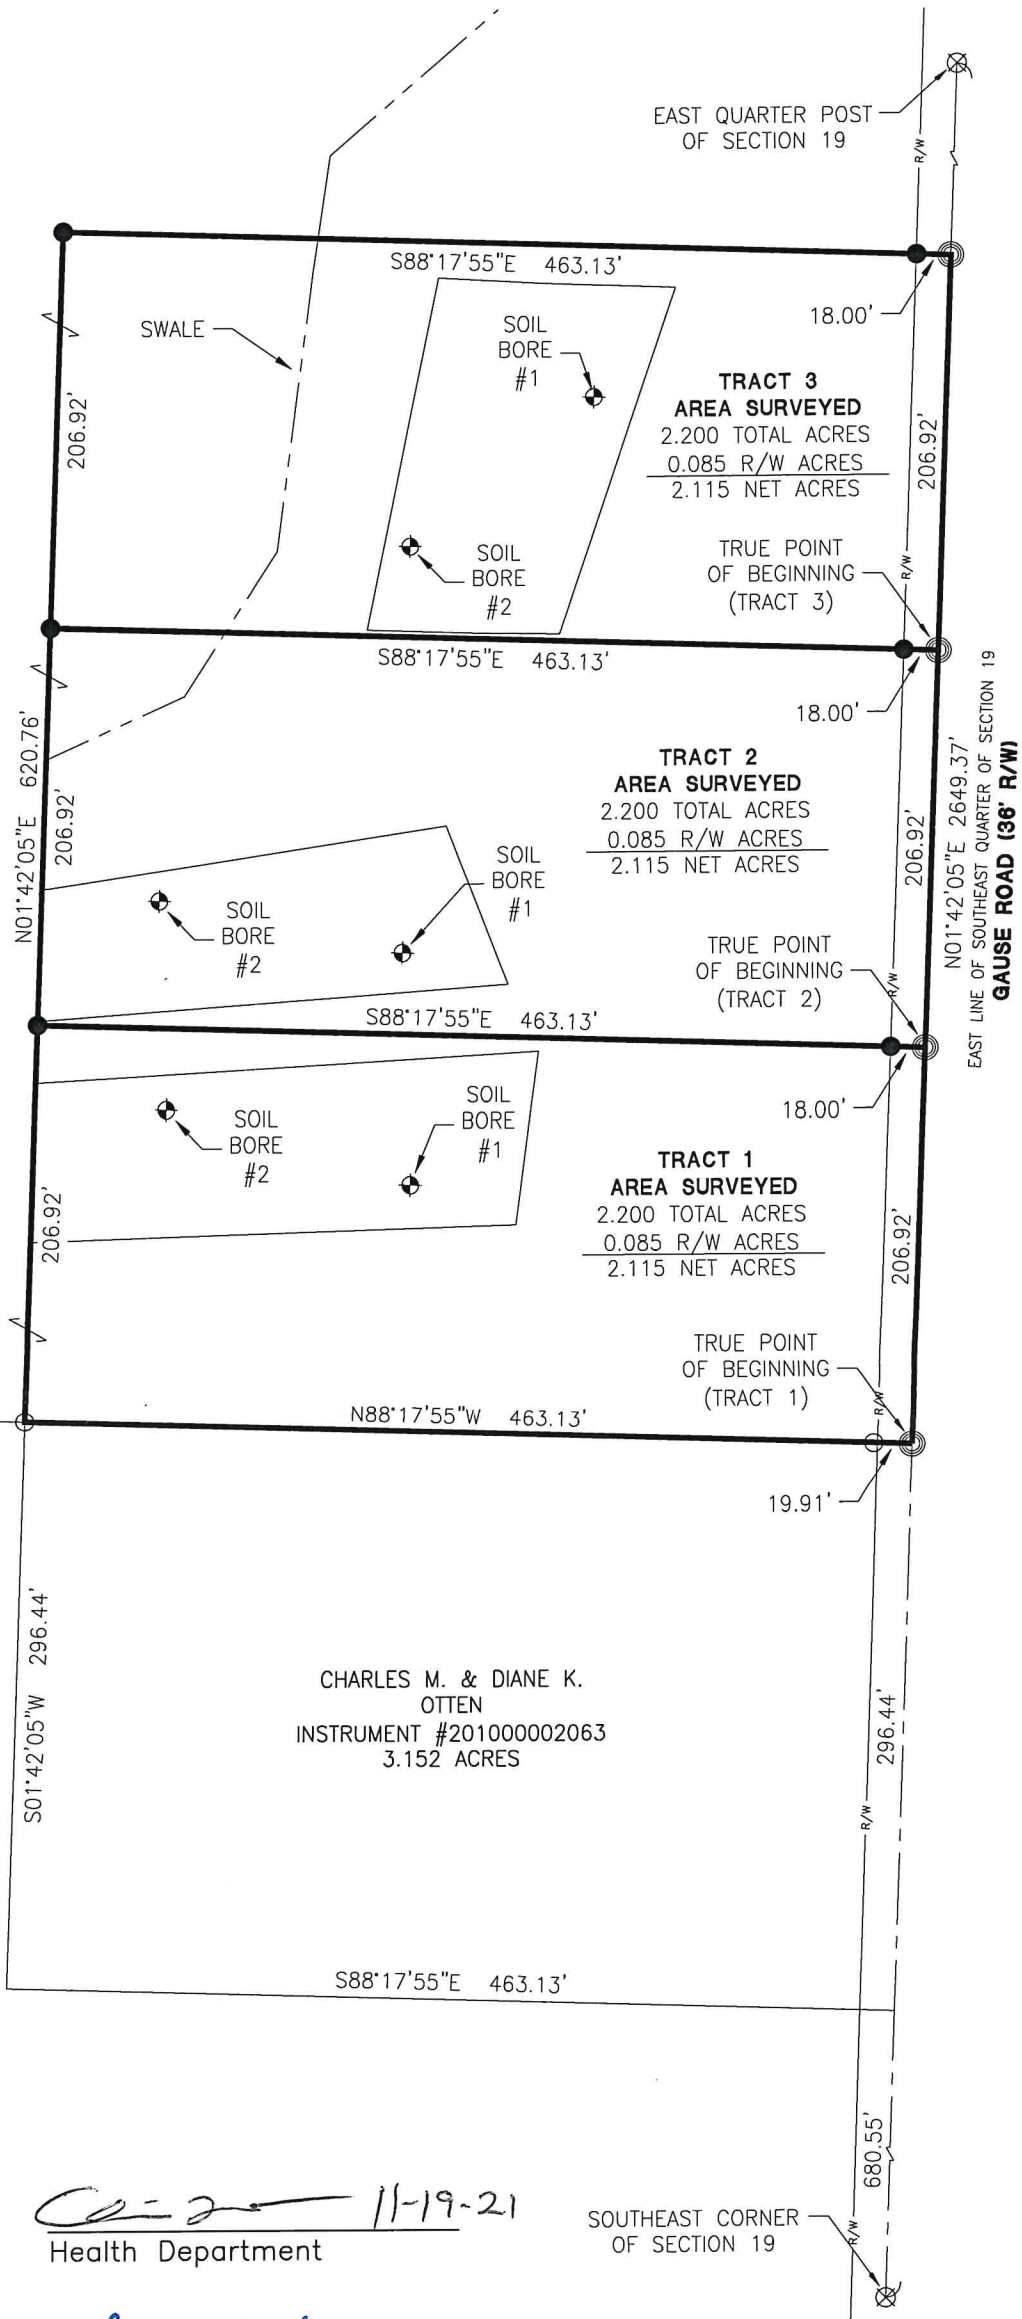 EAST QUARTER POST
OF SECTION 19
R/W
S88°17'55"E 463.13'
18.00'
SWALE
SOIL
BORE
#1
206.92'
TRACT 3
AREA SURVEYED
2.200 TOTAL ACRES
0.085 R/W ACRES
2.115 NET ACRES
206.92'
SOIL
BORE
#2
TRUE POINT
OF BEGINNING
(TRACT 3)
R/W
S88°17'55"E 463.13'
18.00'
N01°42'05"E 620.76'
206.92'
TRACT 2
AREA SURVEYED
2.200 TOTAL ACRES
0.085 R/W ACRES
2.115 NET ACRES
206.92'
N01°42'05"E 2649.37'
EAST LINE OF SOUTHEAST QUARTER OF SECTION 19
GAUSE ROAD (36' R/W)
SOIL
BORE
#1
SOIL
BORE
#2
TRUE POINT
OF BEGINNING
(TRACT 2)
R/W
S88°17'55"E 463.13'
18.00'
SOIL
BORE
#1
SOIL
BORE
#2
206.92'
TRACT 1
AREA SURVEYED
2.200 TOTAL ACRES
0.085 R/W ACRES
2.115 NET ACRES
206.92'
TRUE POINT
OF BEGINNING
(TRACT 1)
R/W
N88°17'55"W 463.13'
19.91'
S01°42'05"W 296.44'
CHARLES M. & DIANE K.
OTTEN
INSTRUMENT #201000002063
3.152 ACRES
296.44'
R/W
S88°17'55"E 463.13'
680.55'
11-19-21
Health Department
SOUTHEAST CORNER
OF SECTION 19
R/W